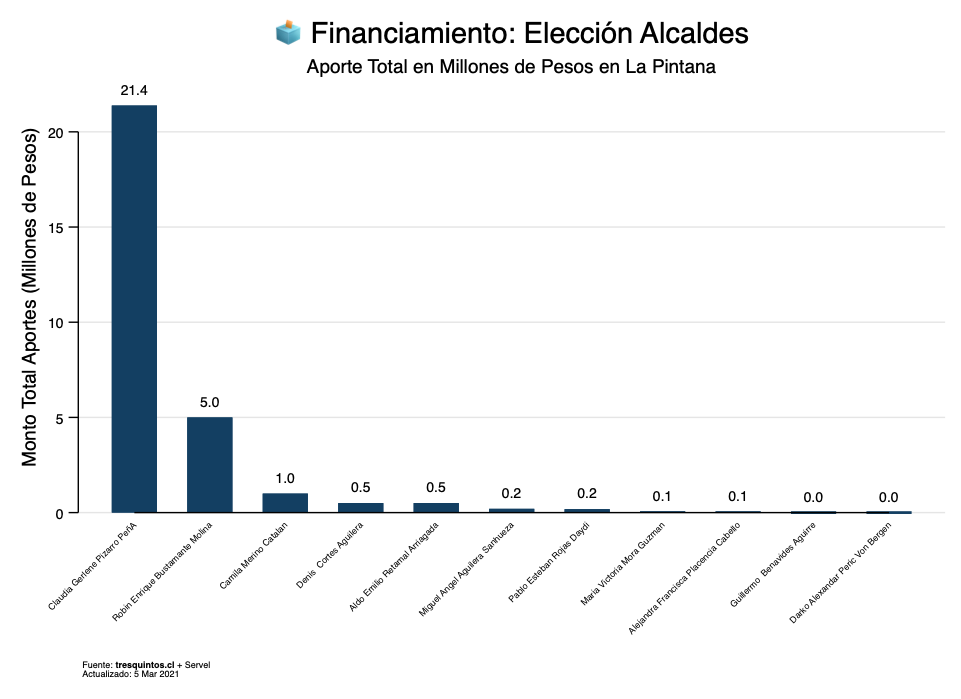 Financiamiento: Elección Alcaldes
Aporte Total en Millones de Pesos en La Pintana
Monto Total Aportes (Millones de Pesos)
20
15
10
5
0
21.4
5.0
1.0
0.5
0.5
0.2
0.2
0.1
0.1
0.0
0.0
Claudia Gerlene Pizarro PeñA
Robin Enrique Bustamante Molina
Camila Merino Catalan
Denis Cortes Aguilera
Aldo Emilio Retamal Arriagada
Miguel Angel Aguilera Sanhueza
Pablo Esteban Rojas Daydi
Maria Victoria Mora Guzman
Alejandra Francisca Placencia Cabello
Guillermo Benavides Aguirre
Darko Alexandar Peric Von Bergen
Fuente: tresquintos.cl + Servel
Actualizado: 5 Mar 2021